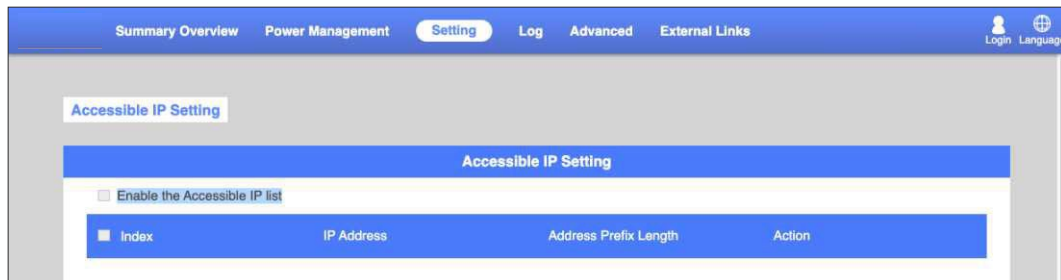 Summary Overview Power Management Setting Log Advanced External Links
Login Language
Accessible IP Setting
Accessible IP Setting
Enable the Accessible IP list
Index IP Address Address Prefix Length Action